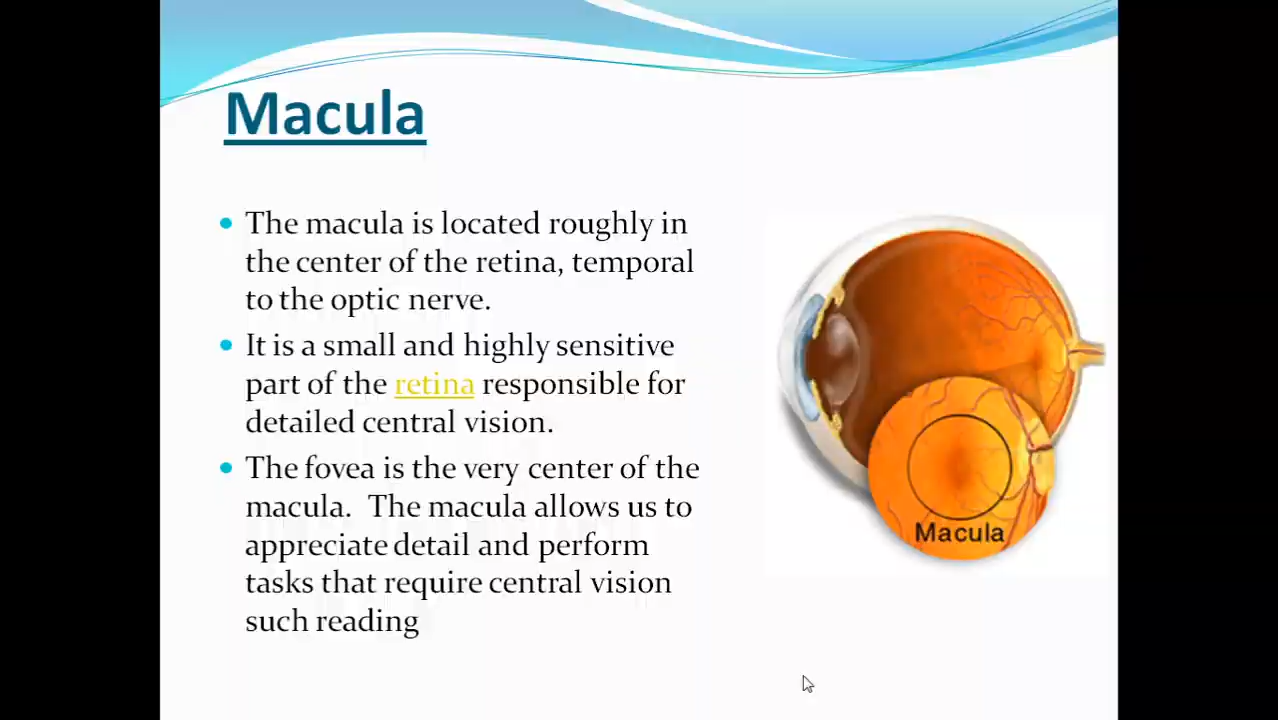 Macula
The macula is located roughly in
the center of the retina, temporal
to the optic nerve.
It is a small and highly sensitive
part of the retina responsible for
detailed central vision.
The fovea is the very center of the
macula.  The macula allows us to
appreciate detail and perform
tasks that require central vision
such reading
Macula